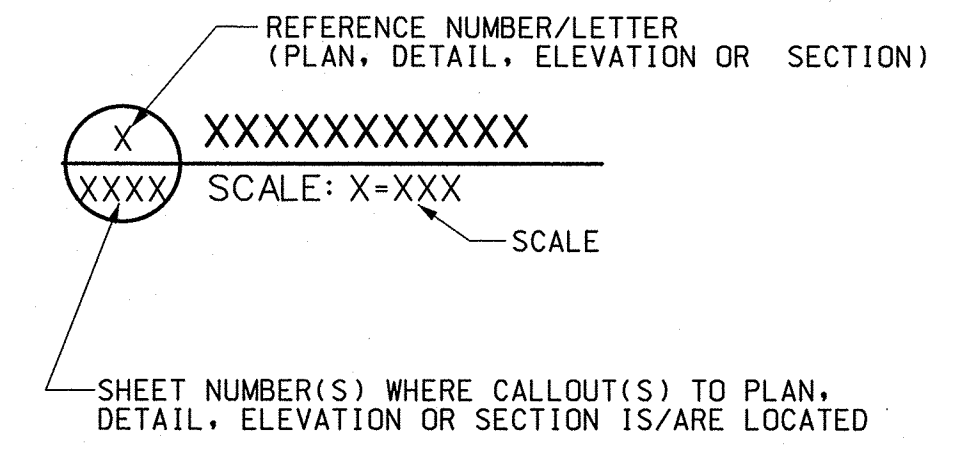 REFERENCE NUMBER/LETTER
(PLAN, DETAIL, ELEVATION OR SECTION)
X XXXXXXXXXXX
XXXX SCALE: X=XXX
SCALE
SHEET NUMBER(S) WHERE CALLOUT(S) TO PLAN,
DETAIL, ELEVATION OR SECTION IS/ARE LOCATED